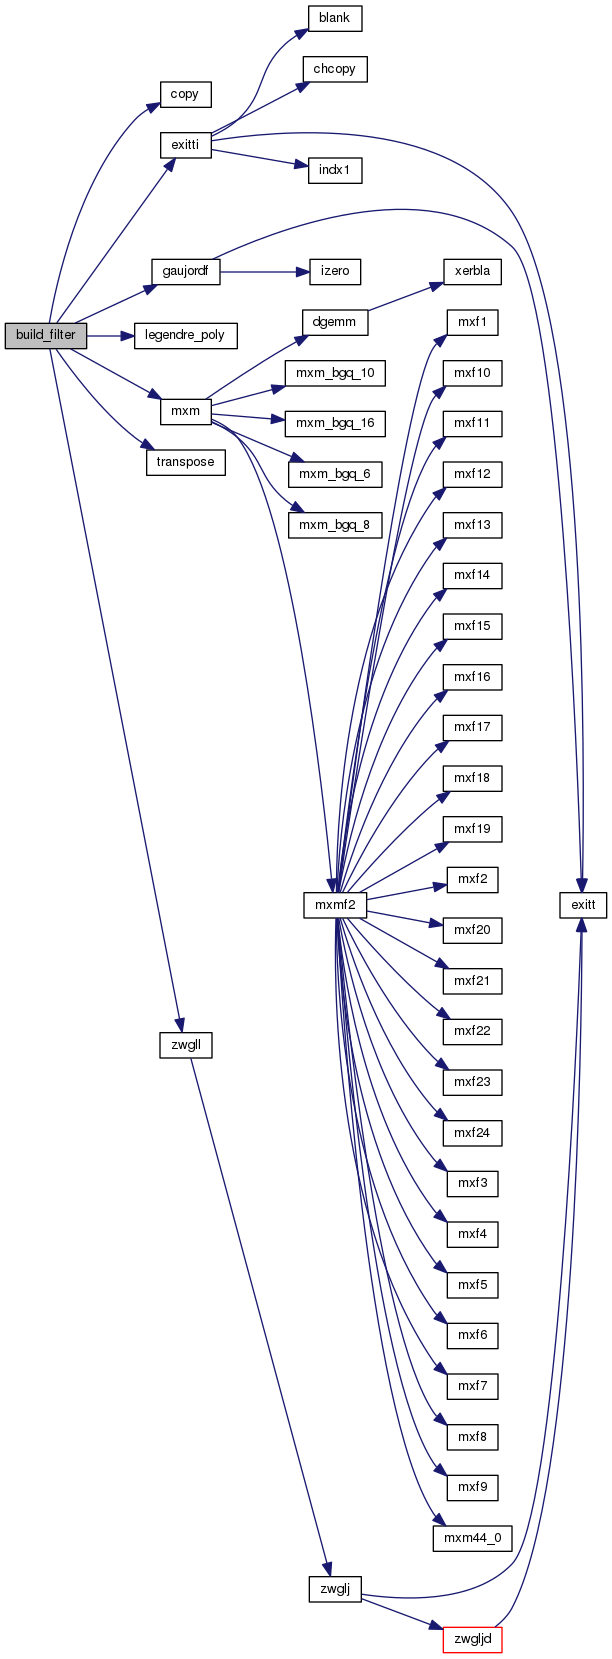 blank
chcopy
copy
exitti
indx1
gaujordf
izero
xerbla
dgemm
mxf1
build_filter
legendre_poly
mxm_bgq_10
mxf10
mxm
mxm_bgq_16
mxf11
transpose
mxm_bgq_6
mxf12
mxm_bgq_8
mxf13
mxf14
mxf15
mxf16
mxf17
mxf18
mxf19
mxf2
mxmf2
exitt
mxf20
mxf21
mxf22
zwgll
mxf23
mxf24
mxf3
mxf4
mxf5
mxf6
mxf7
mxf8
mxf9
mxm44_0
zwglj
zwgljd